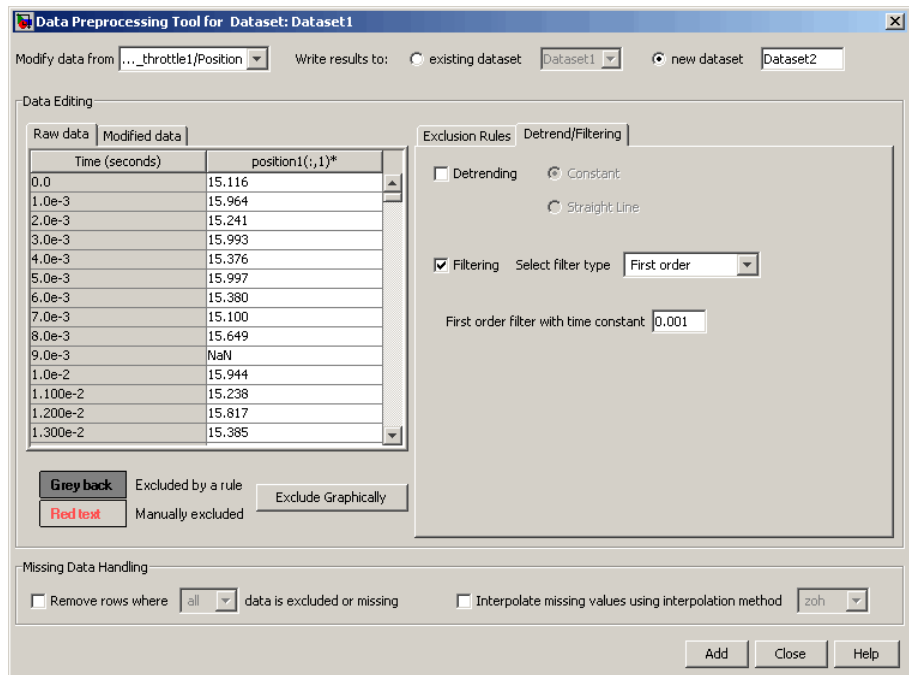 Data Preprocessing Tool for Dataset: Dataset1
Modify data from ..._throttle1/Position Write results to: existing dataset Dataset1 new dataset Dataset2
Data Editing
Raw data Modified data
Time (seconds) position1(:,1)*
0.0 15.116
1.0e-3 15.964
2.0e-3 15.241
3.0e-3 15.993
4.0e-3 15.376
5.0e-3 15.997
6.0e-3 15.380
7.0e-3 15.100
8.0e-3 15.649
9.0e-3 NaN
1.0e-2 15.944
1.100e-2 15.238
1.200e-2 15.817
1.300e-2 15.385
Grey back Excluded by a rule
Red text Manually excluded
Exclude Graphically
Exclusion Rules Detrend/Filtering
Detrending Constant
Straight Line
Filtering Select filter type First order
First order filter with time constant 0.001
Missing Data Handling
Remove rows where all data is excluded or missing Interpolate missing values using interpolation method zoh
Add Close Help